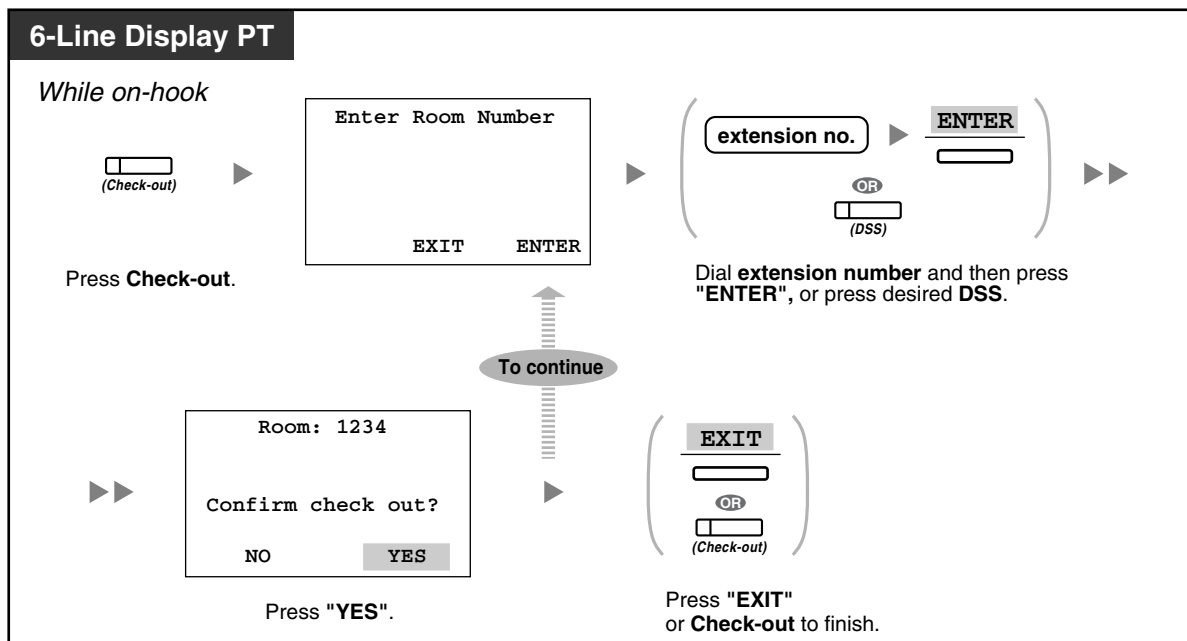 6-Line Display PT
While on-hook
(Check-out)
Press Check-out.
Enter Room Number
EXIT ENTER
extension no.
ENTER
OR
(DSS)
Dial extension number and then press
"ENTER", or press desired DSS.
To continue
Room: 1234
Confirm check out?
NO YES
Press "YES".
EXIT
OR
(Check-out)
Press "EXIT"
or Check-out to finish.